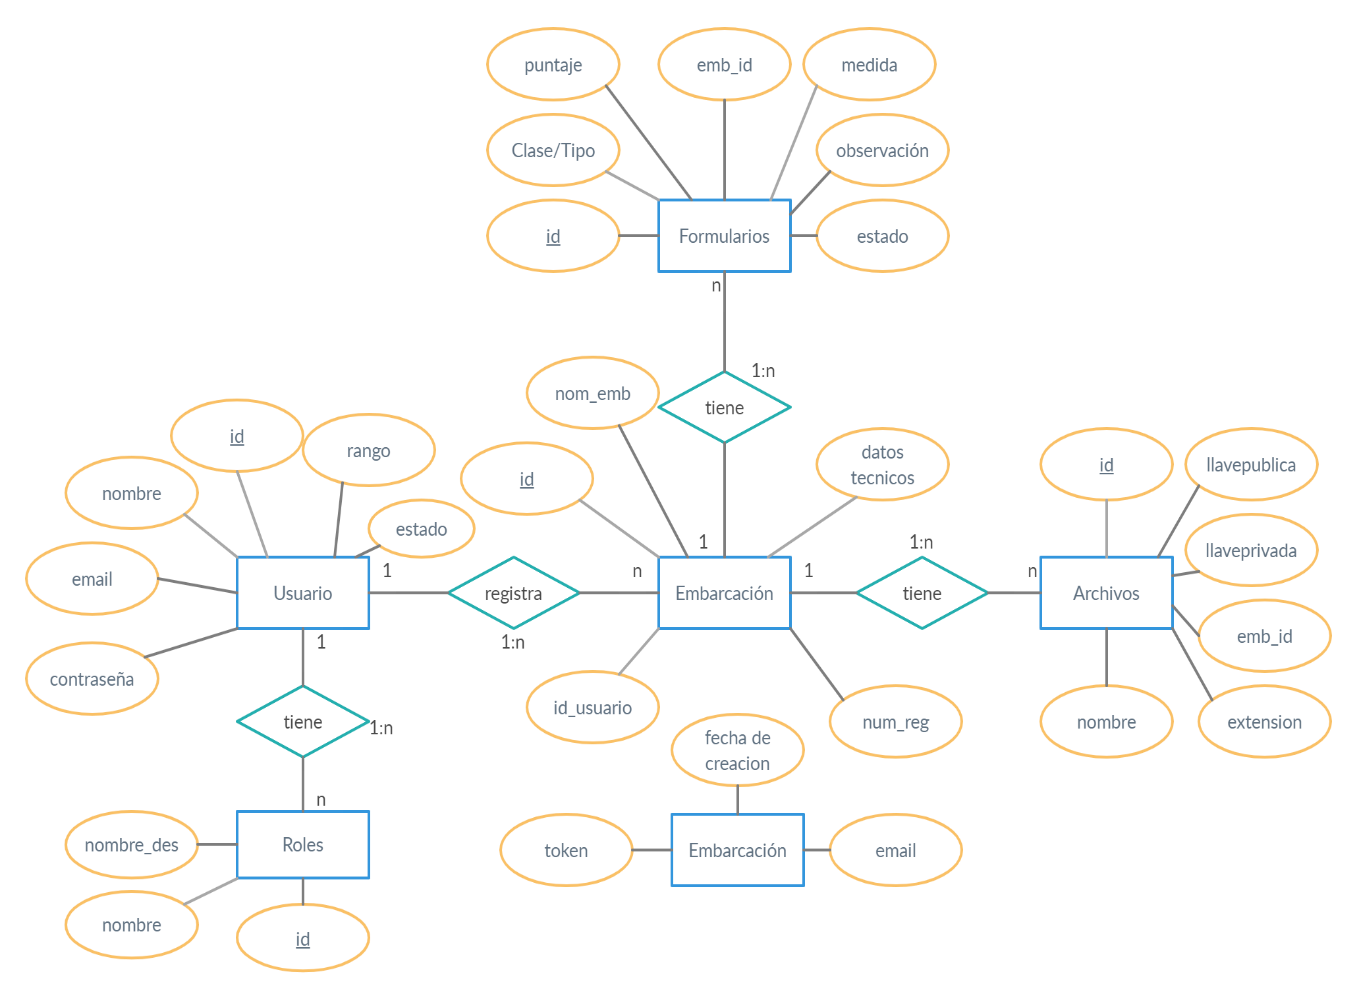 puntaje
emb_id
medida
Clase/Tipo
observación
id
Formularios
estado
n
1:n
tiene
nom_emb
id
rango
nombre
estado
id
datos
tecnicos
id
llavepublica
llaveprivada
1
1:n
email
Usuario
1
registra
n
1:n
Embarcación
1
tiene
n
Archivos
emb_id
contraseña
1
id_usuario
num_reg
nombre
extension
tiene
1:n
fecha de
creacion
n
nombre_des
Roles
token
Embarcación
email
nombre
id